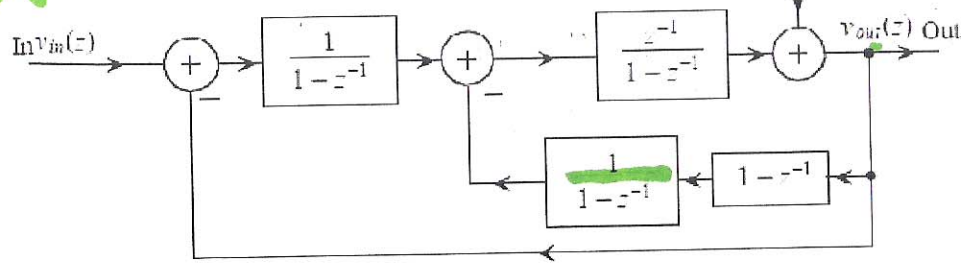 In v_in(z)
+
−
1
1 − z^−1
+
−
z^−1
1 − z^−1
+
v_out(z) Out
1
1 − z^−1
1 − z^−1